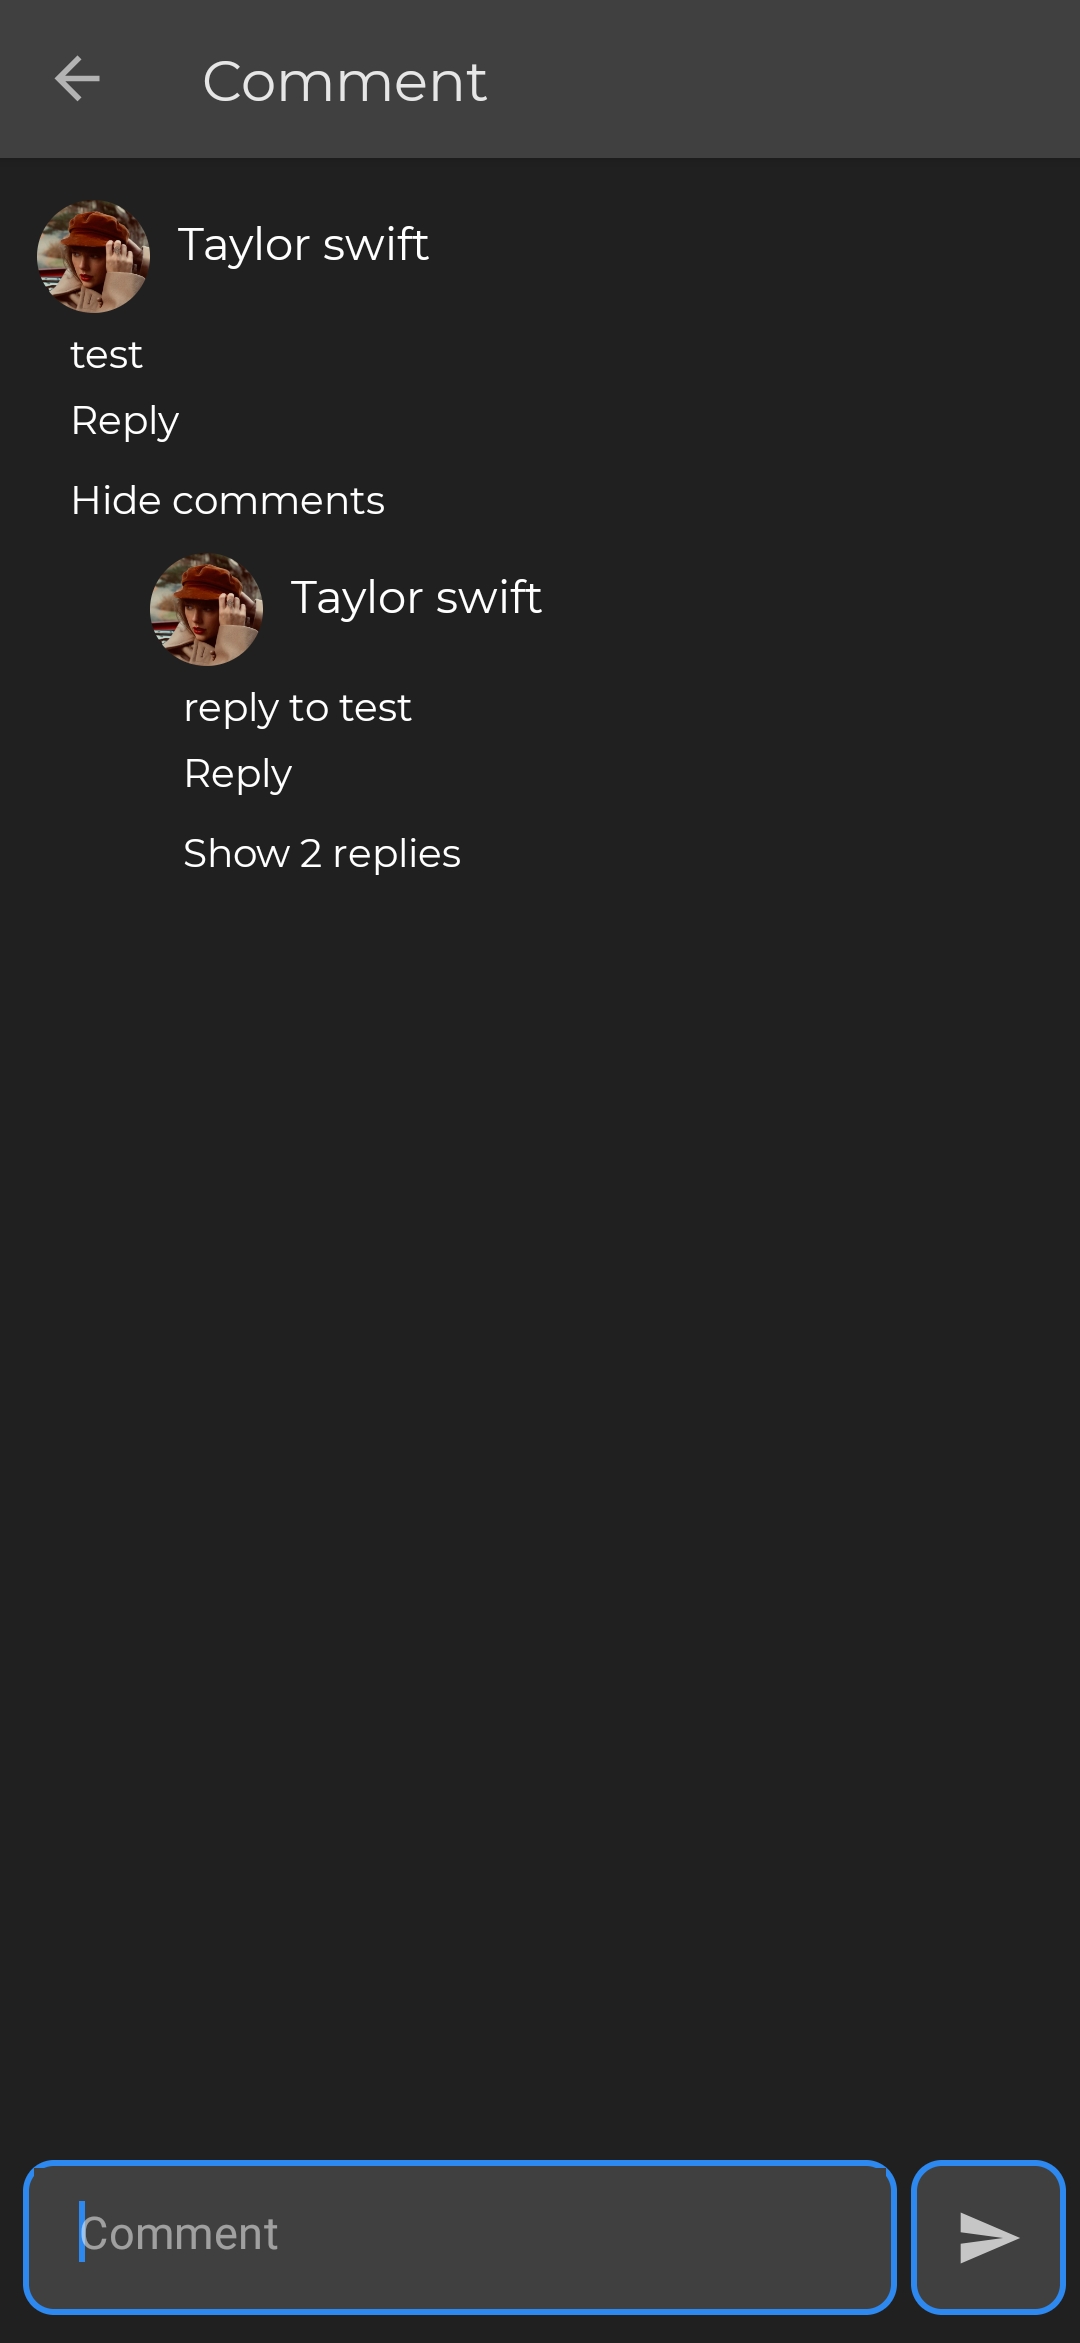 Comment
Taylor swift
test
Reply
Hide comments
Taylor swift
reply to test
Reply
Show 2 replies
Comment